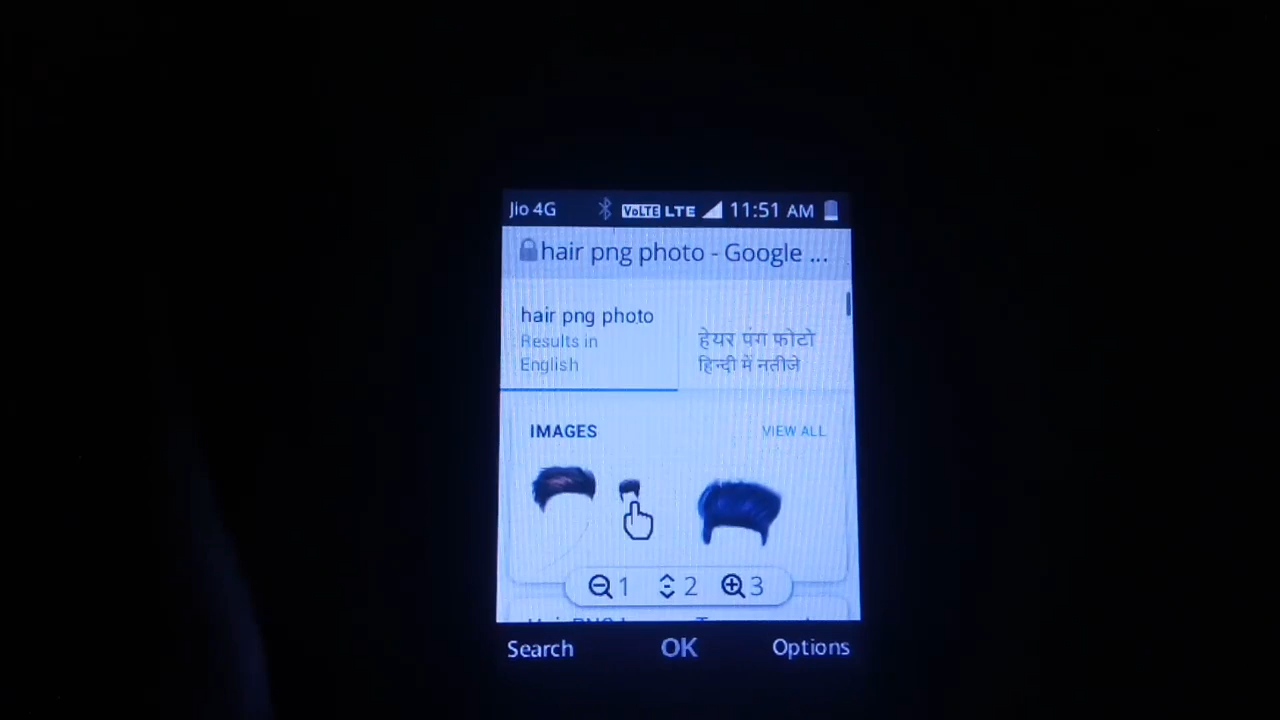 Jio 4G VoLTE LTE 11:51 AM
hair png photo - Google ...
hair png photo
Results in
English
हेयर पंग फोटो
हिन्दी में नतीजे
IMAGES VIEW ALL
1 2 3
Search OK Options